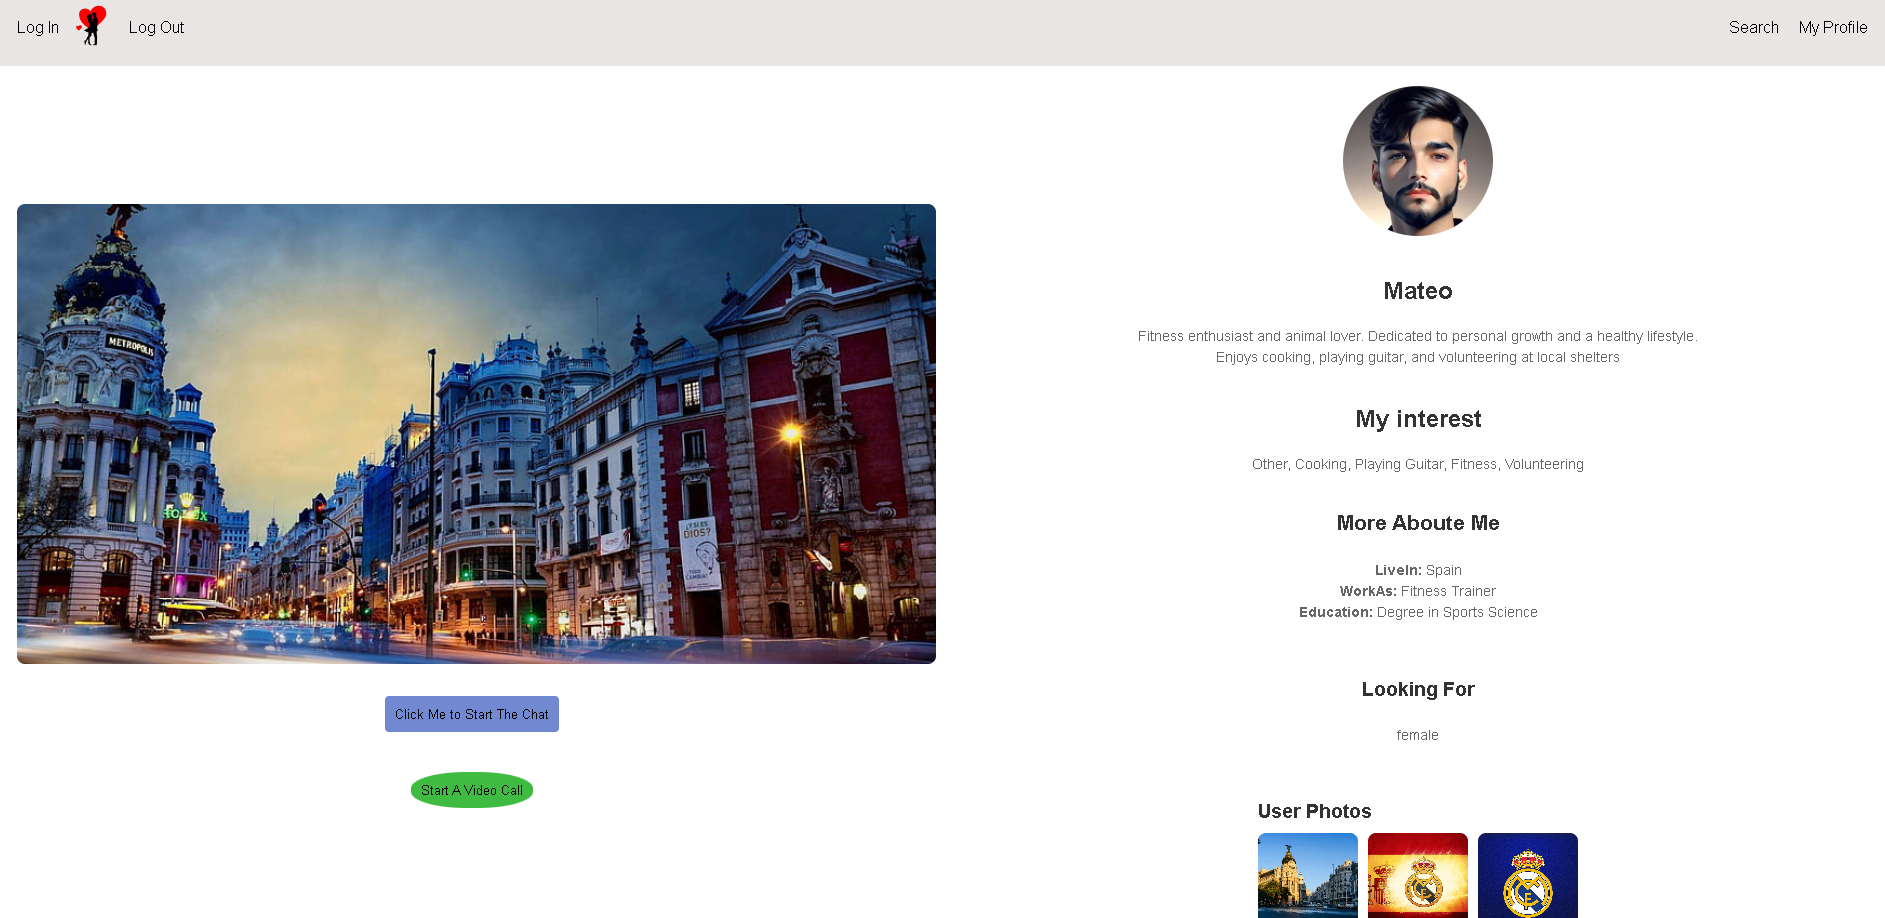 Log In
Log Out
Search
My Profile
METROPOLIS
ROLEX
¿Y SI ES
DIOS?
CAMBIA!
Click Me to Start The Chat
Start A Video Call
Mateo
Fitness enthusiast and animal lover. Dedicated to personal growth and a healthy lifestyle.
Enjoys cooking, playing guitar, and volunteering at local shelters
My interest
Other, Cooking, Playing Guitar, Fitness, Volunteering
More Aboute Me
LiveIn: Spain
WorkAs: Fitness Trainer
Education: Degree in Sports Science
Looking For
female
User Photos